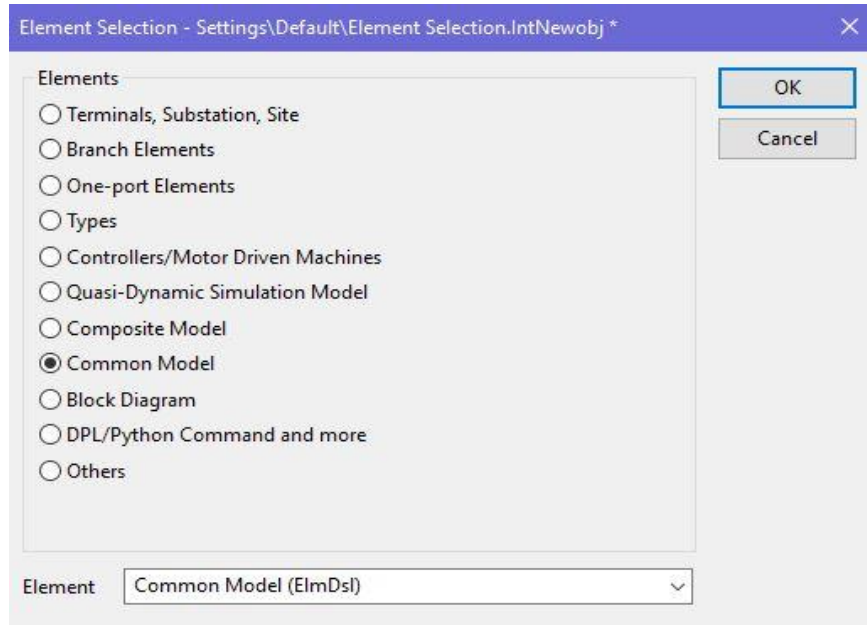 Element Selection - Settings\Default\Element Selection.IntNewobj *
Elements
OK
Terminals, Substation, Site
Cancel
Branch Elements
One-port Elements
Types
Controllers/Motor Driven Machines
Quasi-Dynamic Simulation Model
Composite Model
Common Model
Block Diagram
DPL/Python Command and more
Others
Element
Common Model (ElmDsl)